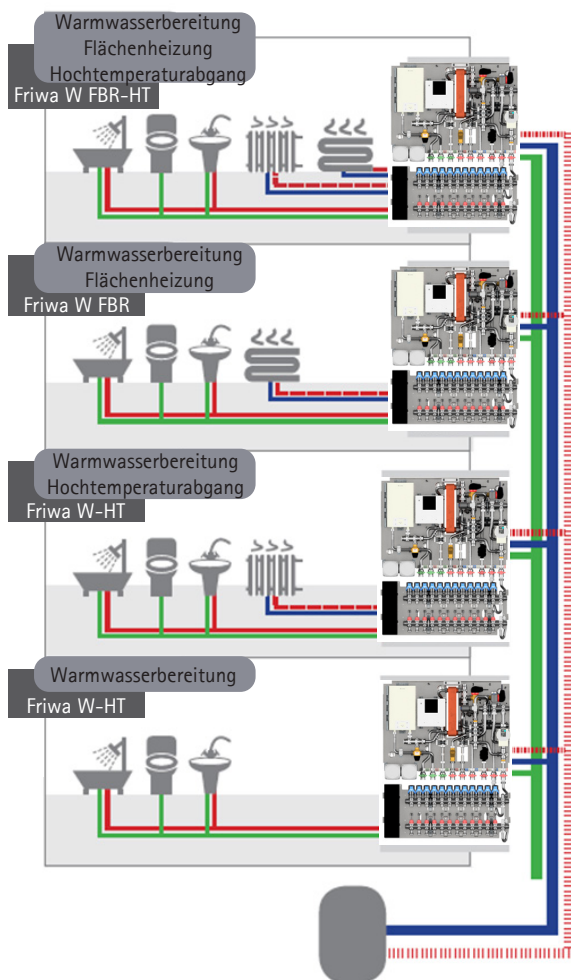 Warmwasserbereitung
Flächenheizung
Hochtemperaturabgang
Friwa W FBR-HT
Warmwasserbereitung
Flächenheizung
Friwa W FBR
Warmwasserbereitung
Hochtemperaturabgang
Friwa W-HT
Warmwasserbereitung
Friwa W-HT